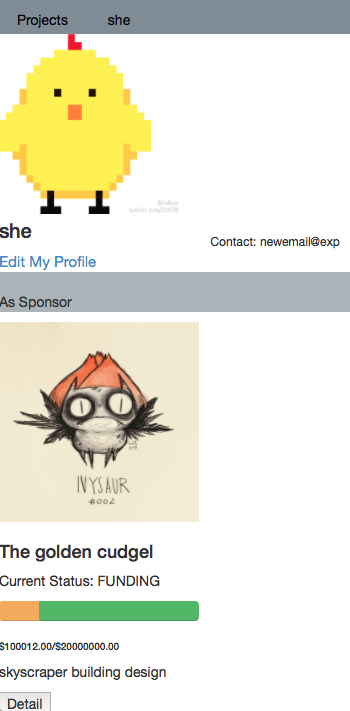 Projects she
she
Contact: newemail@exp
Edit My Profile
As Sponsor
IVYSAUR
#002
The golden cudgel
Current Status: FUNDING
$100012.00/$20000000.00
skyscraper building design
Detail